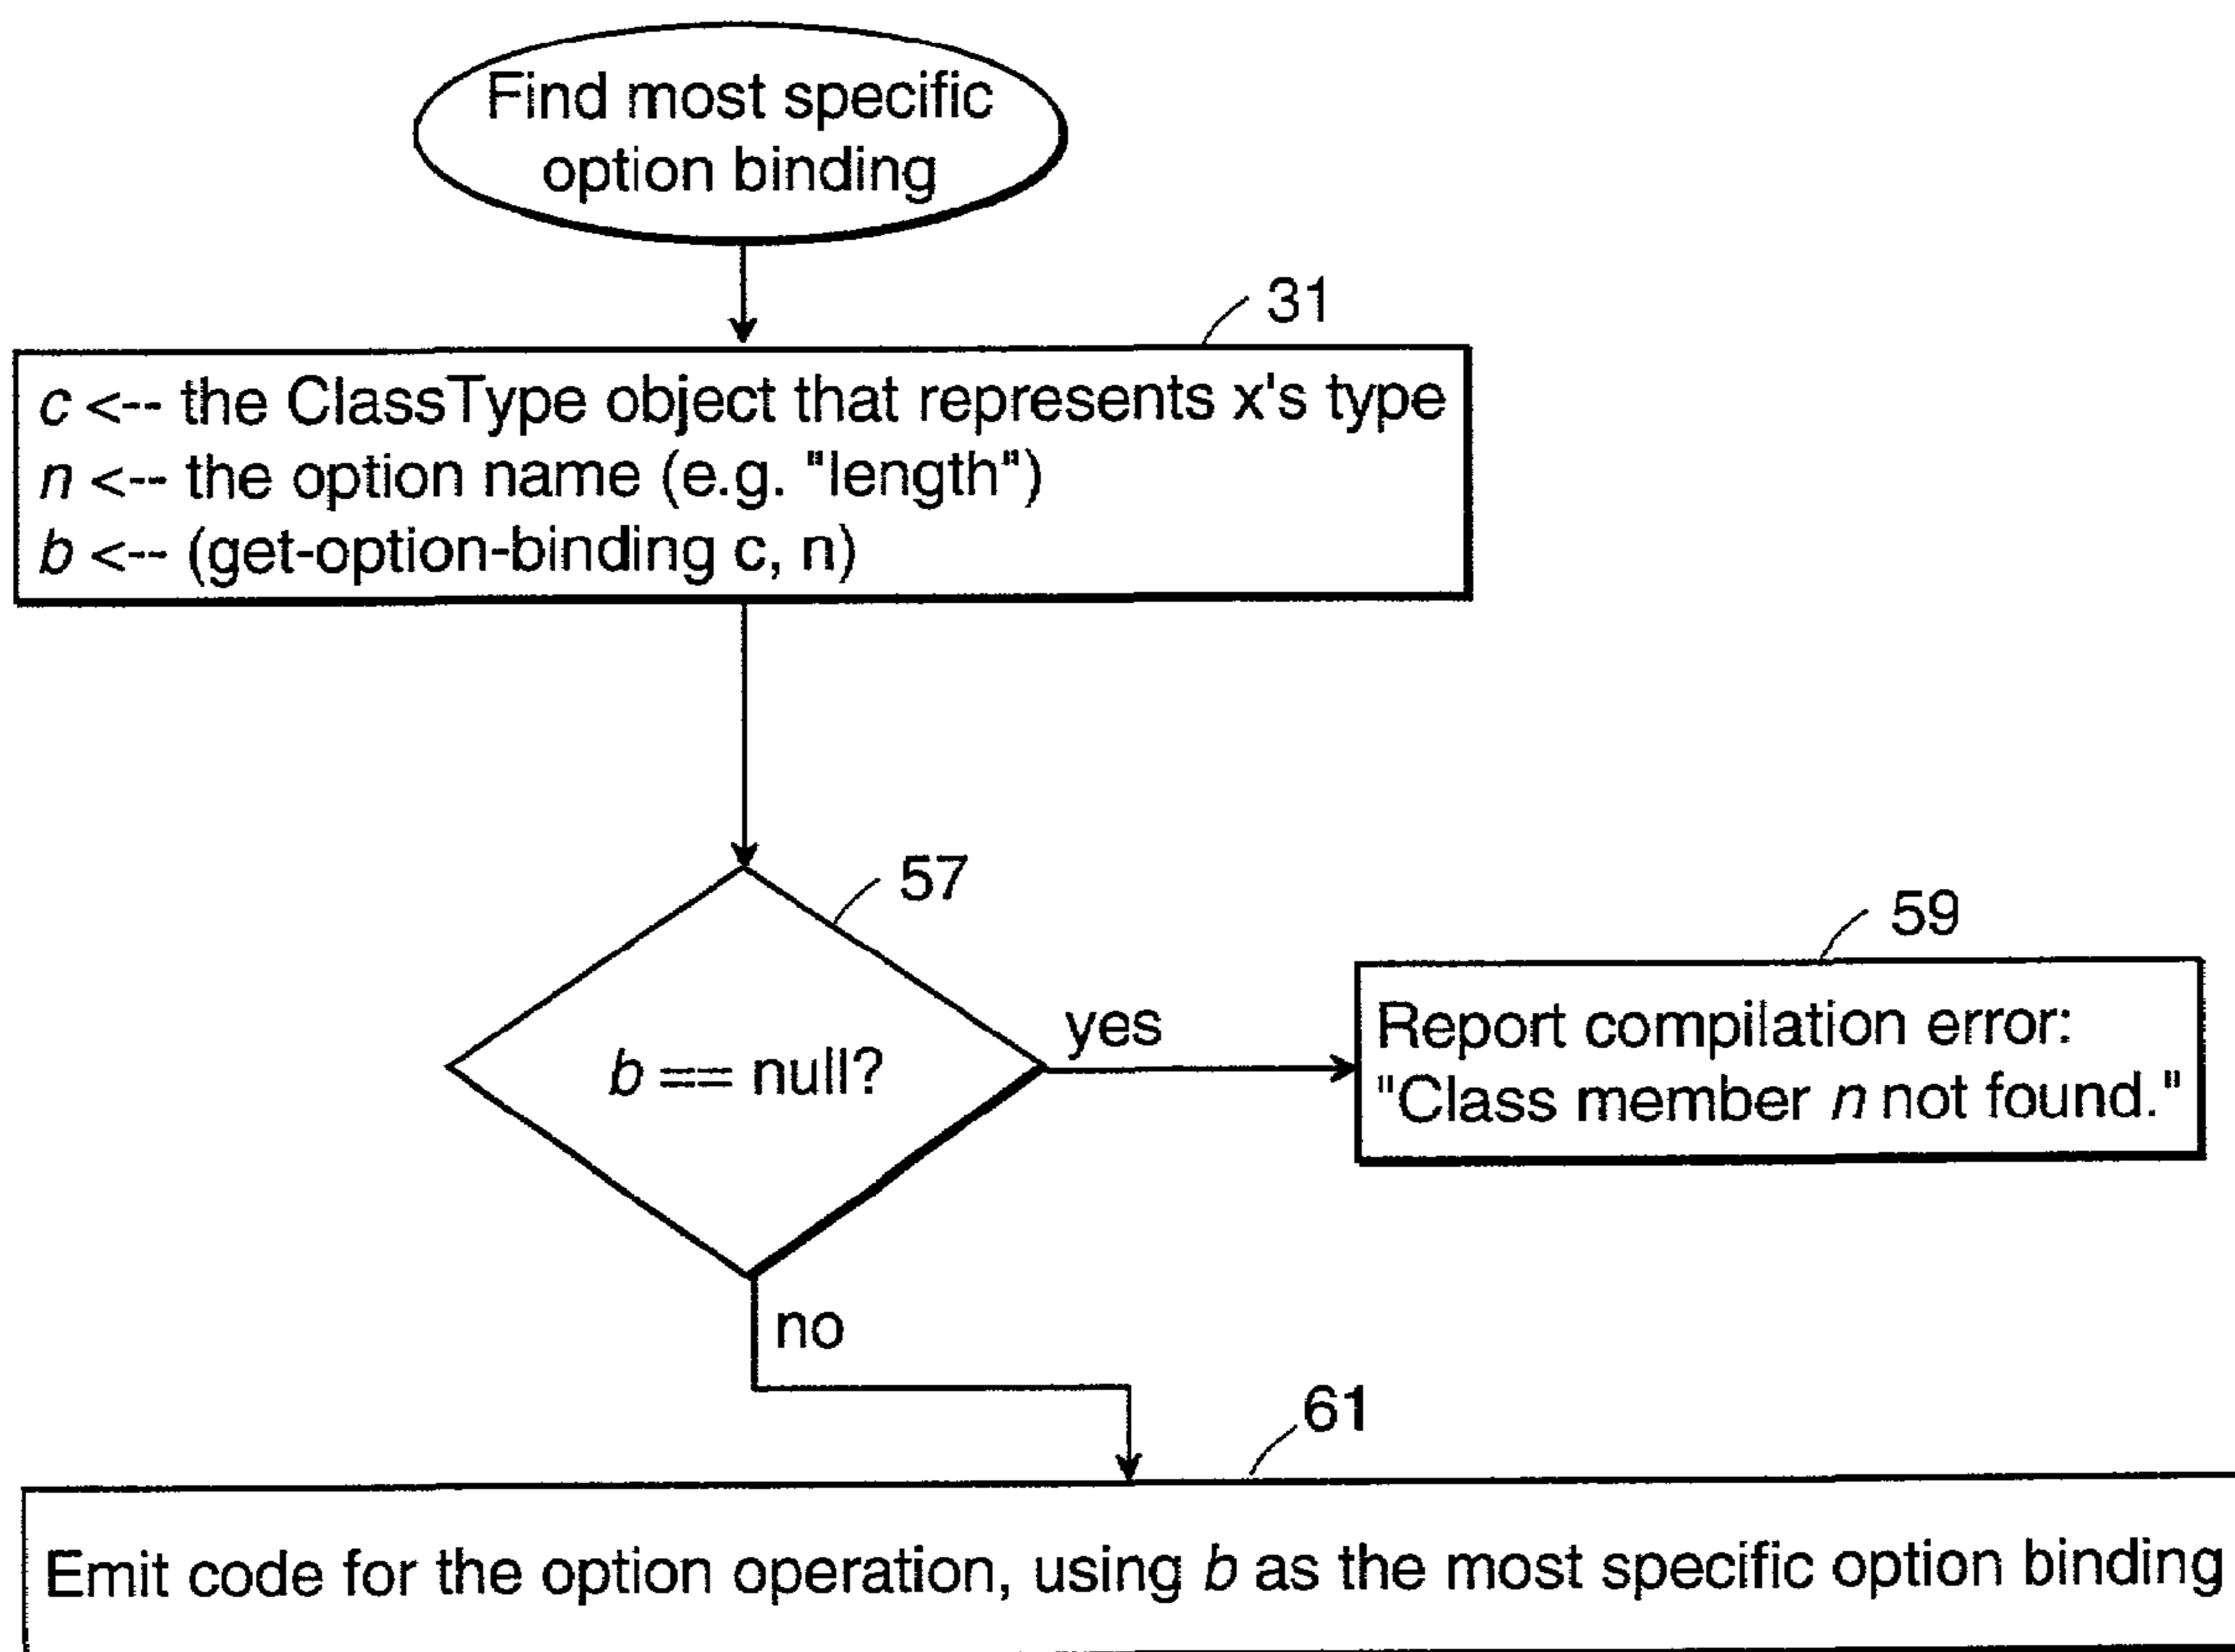 Find most specific
option binding
31
c <-- the ClassType object that represents x's type
n <-- the option name (e.g. "length")
b <-- (get-option-binding c, n)
57
b == null?
yes
59
Report compilation error:
"Class member n not found."
no
61
Emit code for the option operation, using b as the most specific option binding